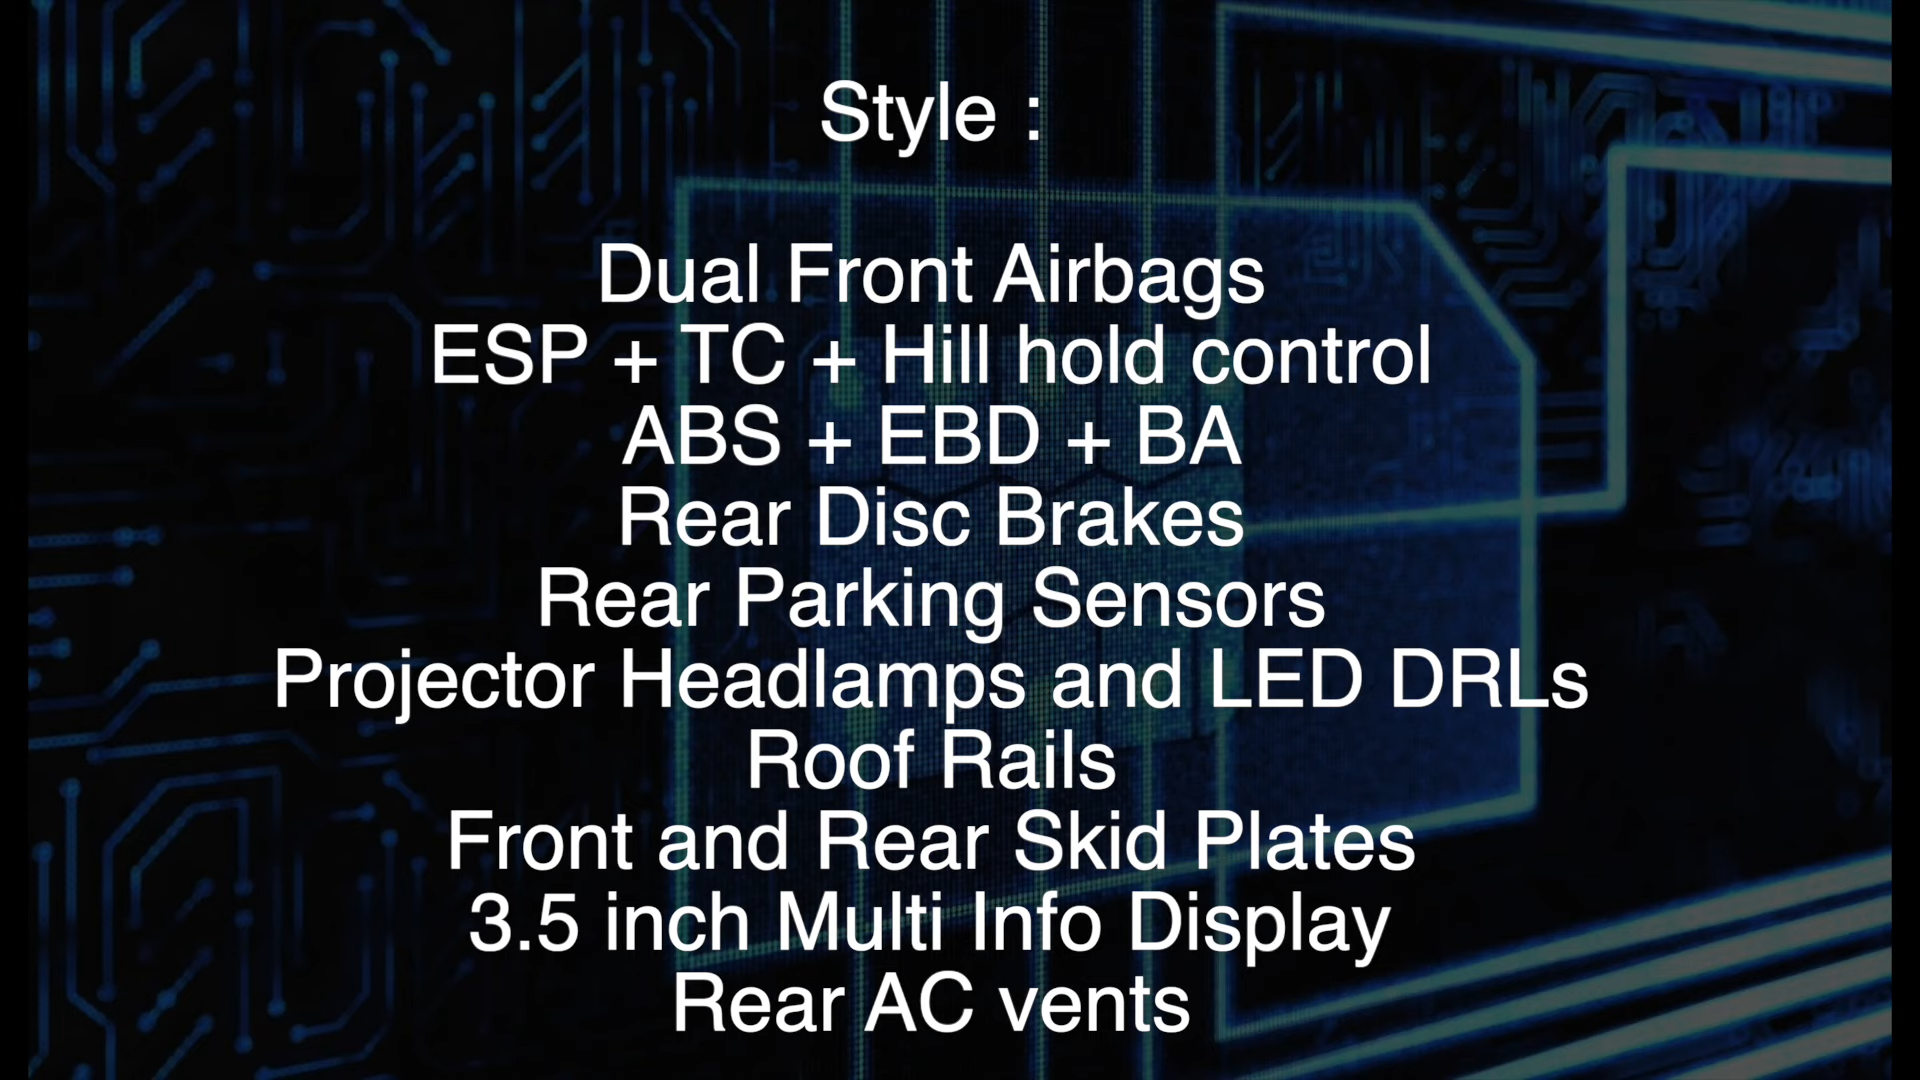 Style :
Dual Front Airbags
ESP + TC + Hill hold control
ABS + EBD + BA
Rear Disc Brakes
Rear Parking Sensors
Projector Headlamps and LED DRLs
Roof Rails
Front and Rear Skid Plates
3.5 inch Multi Info Display
Rear AC vents